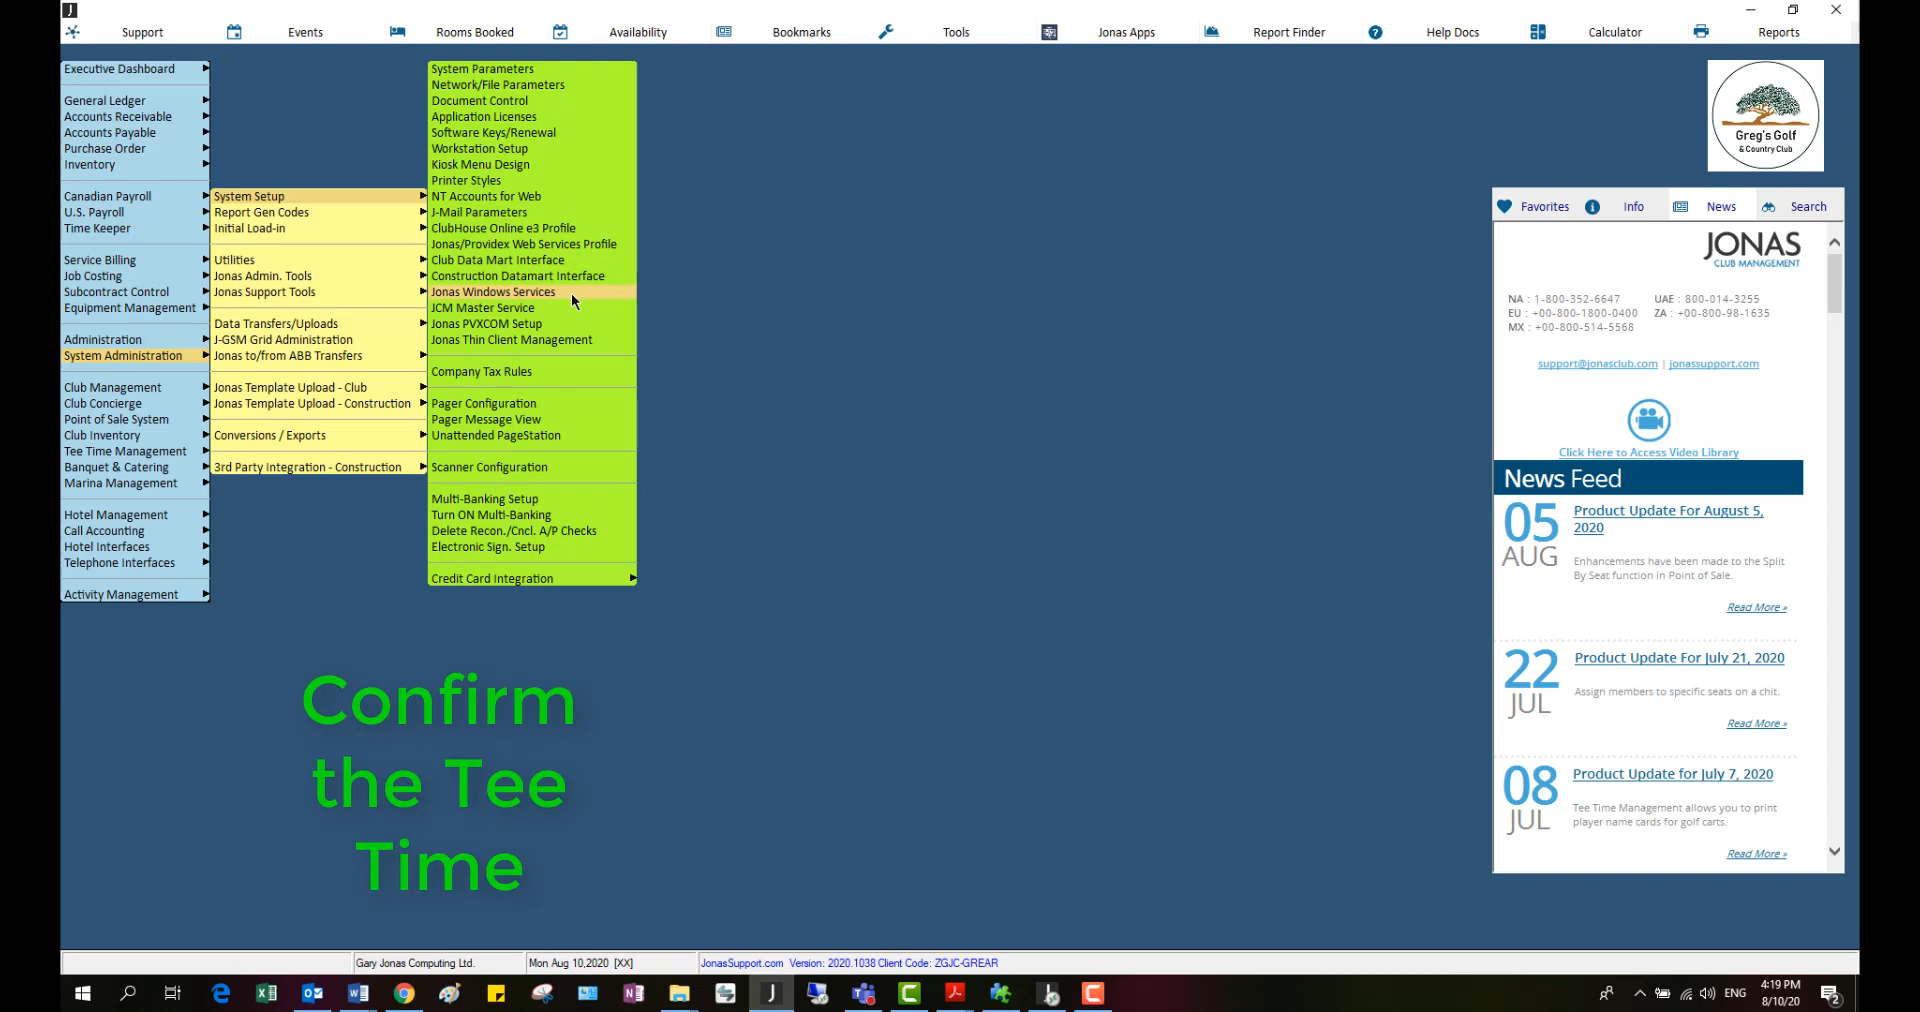 J
Support
Events
Rooms Booked
Availability
Bookmarks
Tools
Jonas Apps
Report Finder
Help Docs
Calculator
Reports
Executive Dashboard
General Ledger
Accounts Receivable
Accounts Payable
Purchase Order
Inventory
Canadian Payroll
U.S. Payroll
Time Keeper
Service Billing
Job Costing
Subcontract Control
Equipment Management
Administration
System Administration
Club Management
Club Concierge
Point of Sale System
Club Inventory
Tee Time Management
Banquet & Catering
Marina Management
Hotel Management
Call Accounting
Hotel Interfaces
Telephone Interfaces
Activity Management
System Setup
Report Gen Codes
Initial Load-in
Utilities
Jonas Admin. Tools
Jonas Support Tools
Data Transfers/Uploads
J-GSM Grid Administration
Jonas to/from ABB Transfers
Jonas Template Upload - Club
Jonas Template Upload - Construction
Conversions / Exports
3rd Party Integration - Construction
System Parameters
Network/File Parameters
Document Control
Application Licenses
Software Keys/Renewal
Workstation Setup
Kiosk Menu Design
Printer Styles
NT Accounts for Web
J-Mail Parameters
ClubHouse Online e3 Profile
Jonas/Providex Web Services Profile
Club Data Mart Interface
Construction Datamart Interface
Jonas Windows Services
JCM Master Service
Jonas PVXCOM Setup
Jonas Thin Client Management
Company Tax Rules
Pager Configuration
Pager Message View
Unattended PageStation
Scanner Configuration
Multi-Banking Setup
Turn ON Multi-Banking
Delete Recon./Cncl. A/P Checks
Electronic Sign. Setup
Credit Card Integration
Greg's Golf
& Country Club
Favorites
Info
News
Search
JONAS
CLUB MANAGEMENT
NA : 1-800-352-6647 UAE : 800-014-3255
EU : +00-800-1800-0400 ZA : +00-800-98-1635
MX : +00-800-514-5568
support@jonasclub.com | jonassupport.com
Click Here to Access Video Library
News Feed
05
AUG
Product Update For August 5,
2020
Enhancements have been made to the Split
By Seat function in Point of Sale.
Read More »
22
JUL
Product Update For July 21, 2020
Assign members to specific seats on a chit.
Read More »
08
JUL
Product Update for July 7, 2020
Tee Time Management allows you to print
player name cards for golf carts.
Read More »
Confirm
the Tee
Time
Gary Jonas Computing Ltd.
Mon Aug 10,2020 [XX]
JonasSupport.com Version: 2020.1038 Client Code: ZGJC-GREAR
ENG
4:19 PM
8/10/20
2